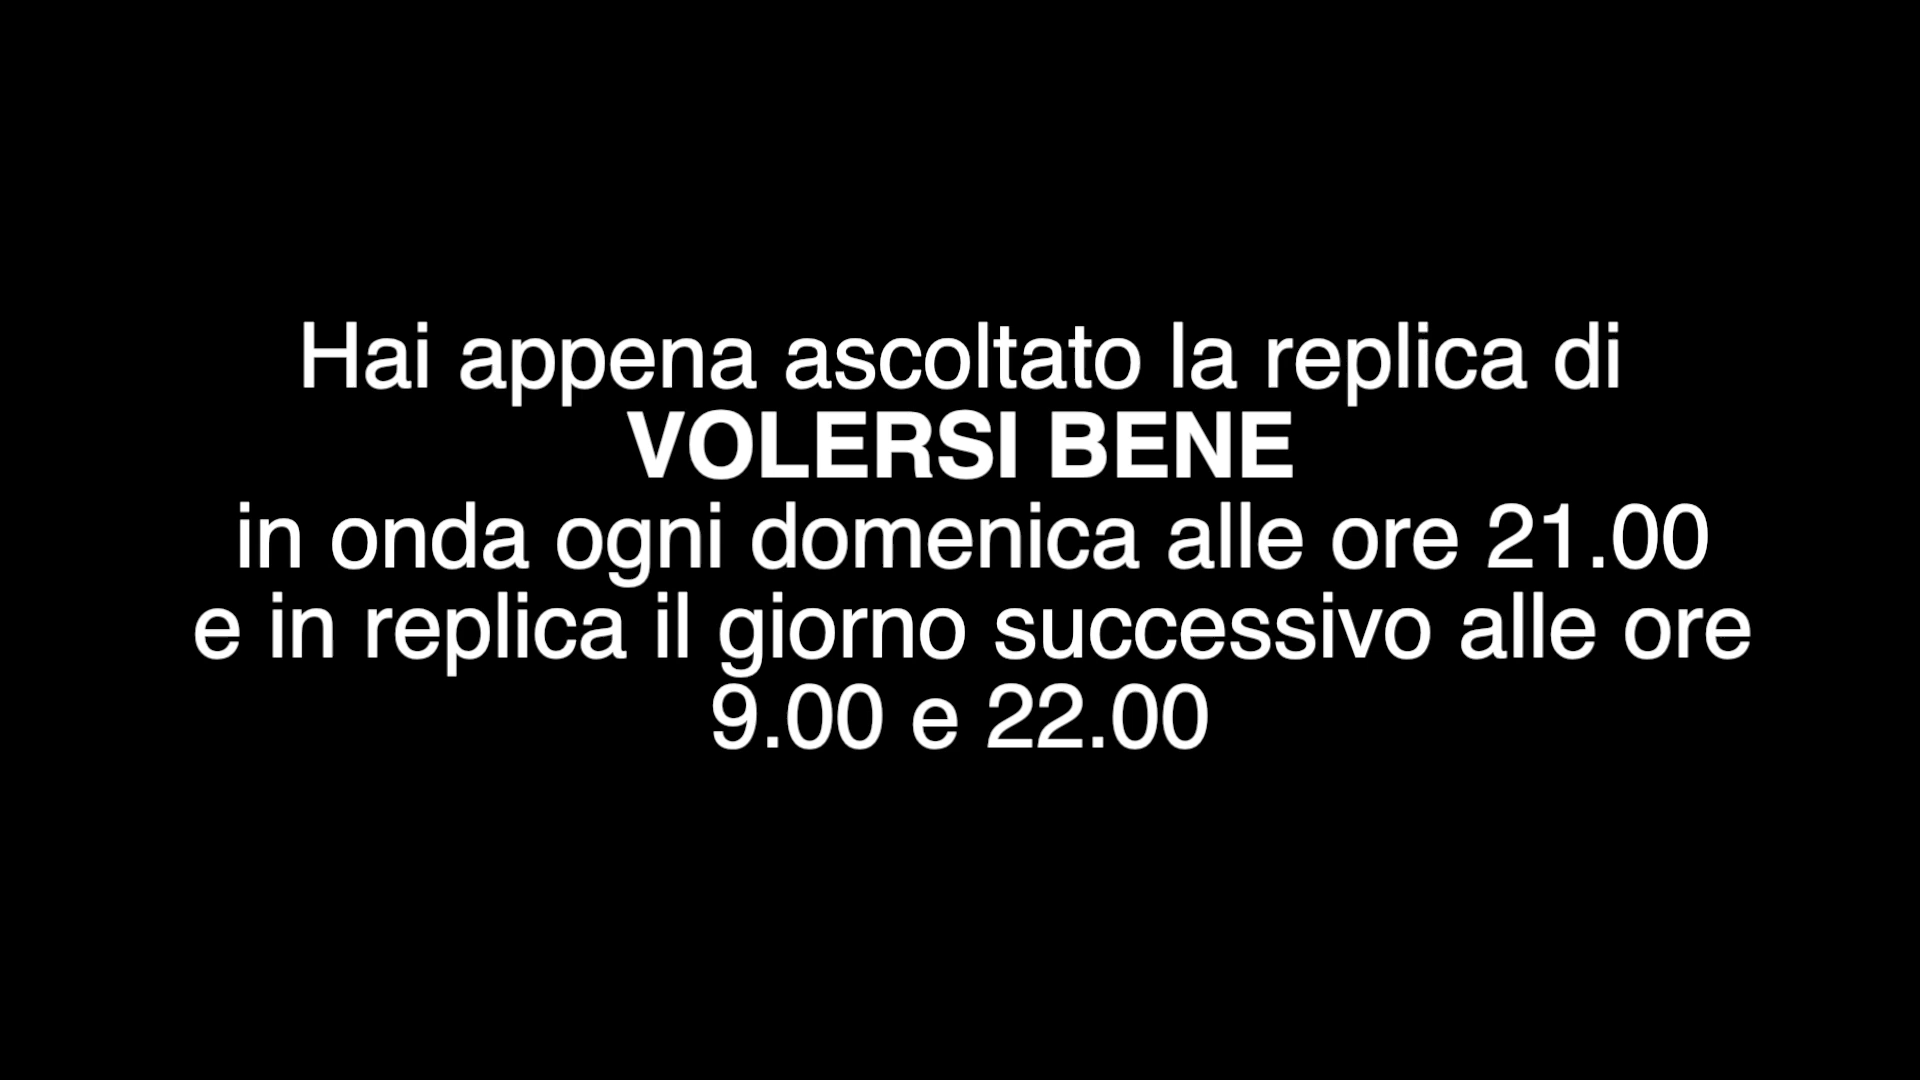 Hai appena ascoltato la replica di
VOLERSI BENE
in onda ogni domenica alle ore 21.00
e in replica il giorno successivo alle ore
9.00 e 22.00